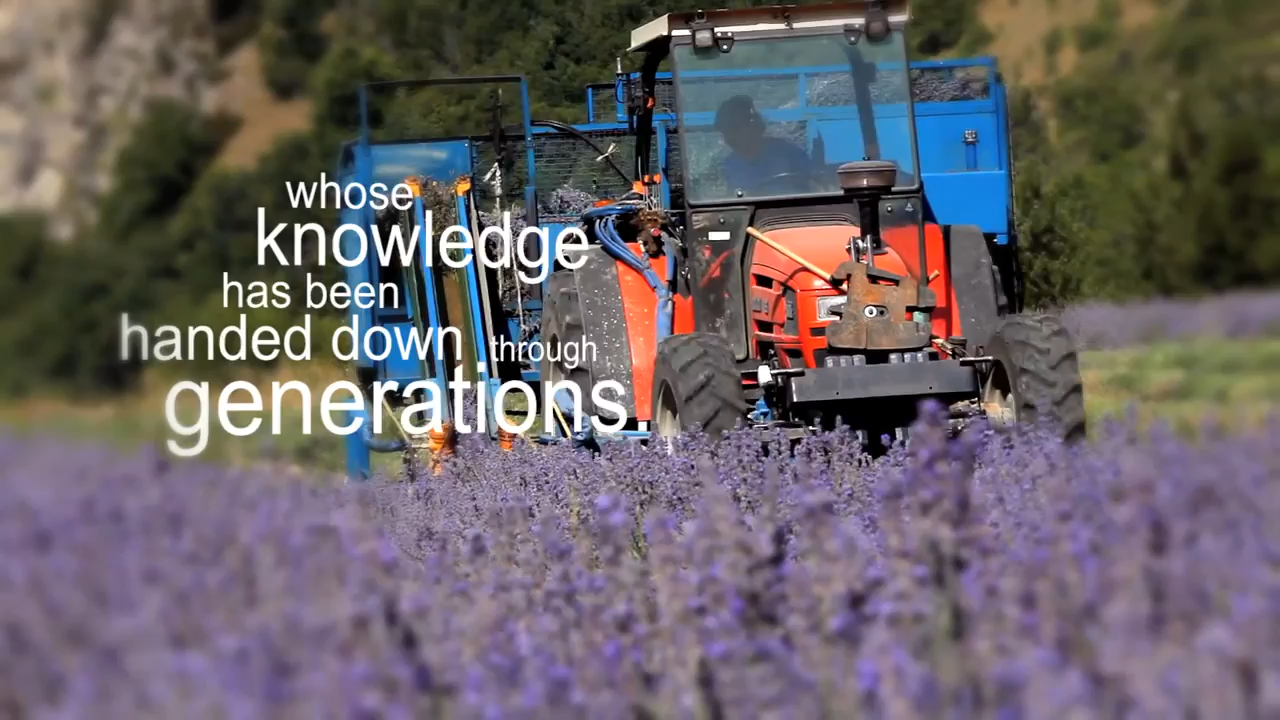 whose
knowledge
has been
handed down through
generations